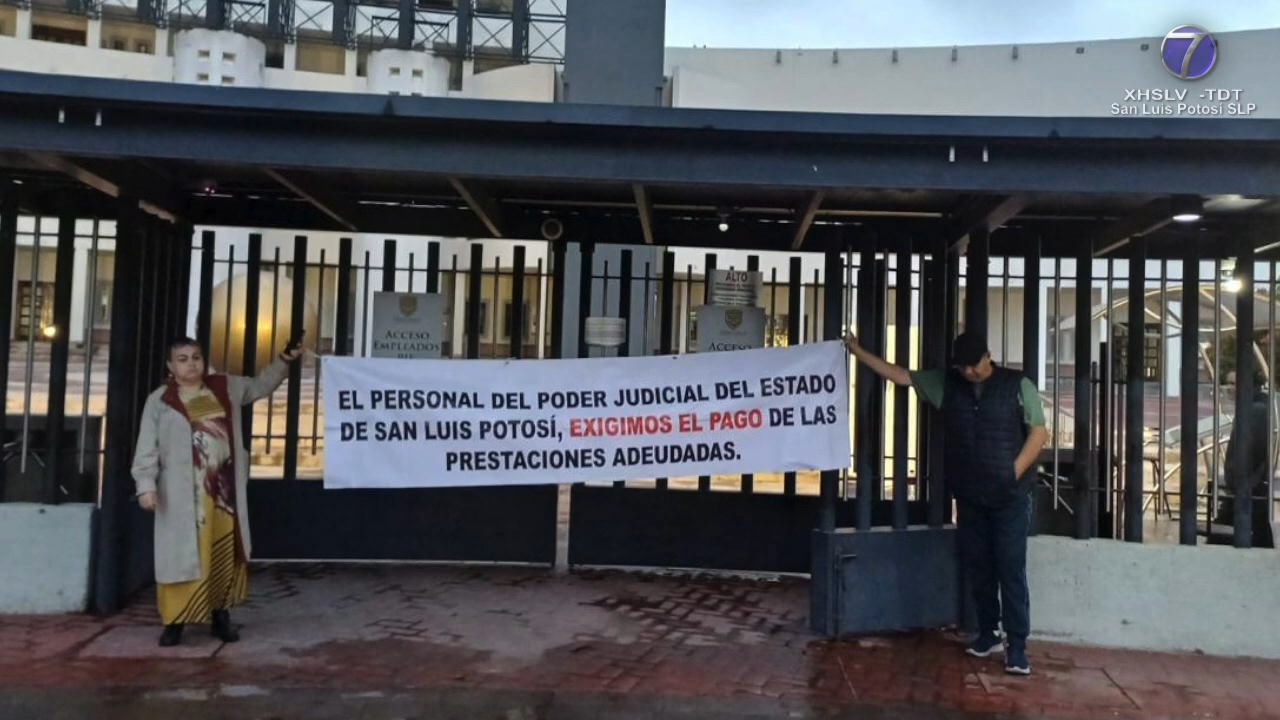 7
XHSLV -TDT
San Luis Potosí SLP
ALTO
ACCESO
EMPLEADOS
ACCESO
EL PERSONAL DEL PODER JUDICIAL DEL ESTADO
DE SAN LUIS POTOSÍ, EXIGIMOS EL PAGO DE LAS
PRESTACIONES ADEUDADAS.